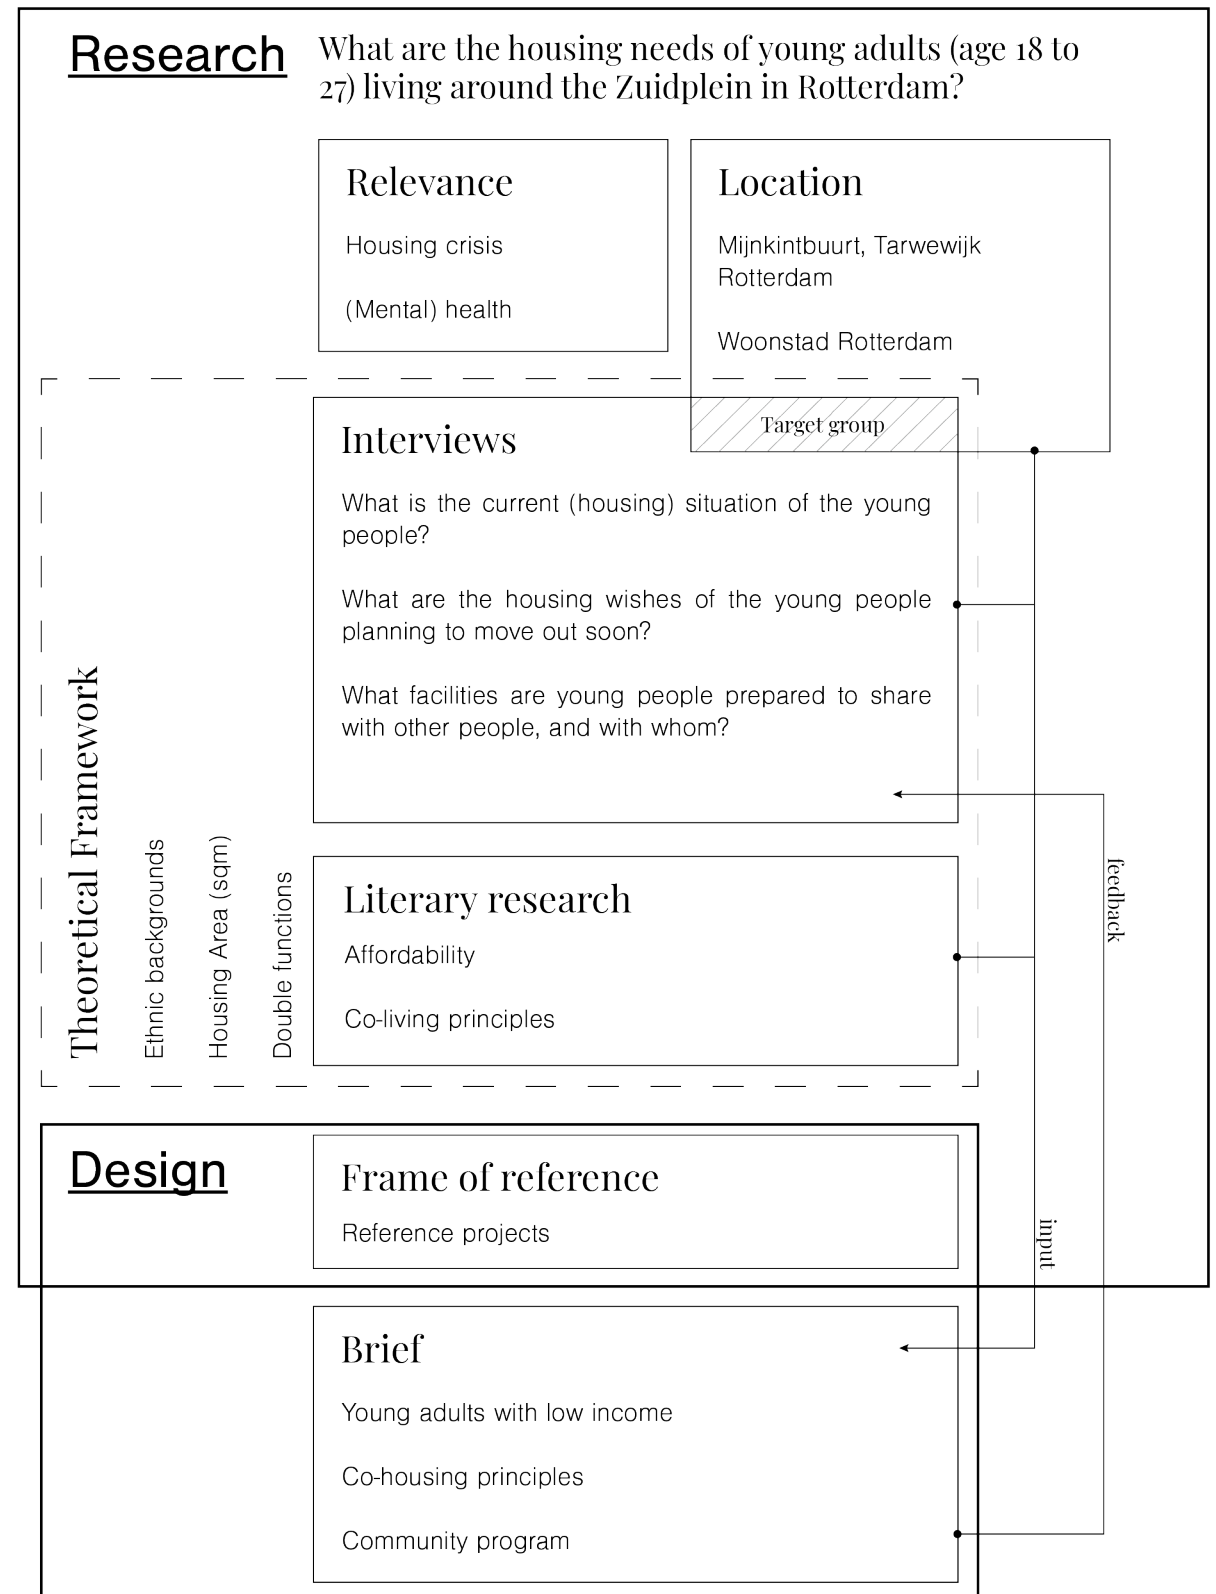 Research
What are the housing needs of young adults (age 18 to
27) living around the Zuidplein in Rotterdam?
Relevance
Housing crisis
(Mental) health
Location
Mijnkintbuurt, Tarwewijk
Rotterdam
Woonstad Rotterdam
Target group
Interviews
What is the current (housing) situation of the young
people?
What are the housing wishes of the young people
planning to move out soon?
What facilities are young people prepared to share
with other people, and with whom?
Theoretical Framework
Ethnic backgrounds
Housing Area (sqm)
Double functions
Literary research
Affordability
Co-living principles
feedback
Design
Frame of reference
Reference projects
input
Brief
Young adults with low income
Co-housing principles
Community program